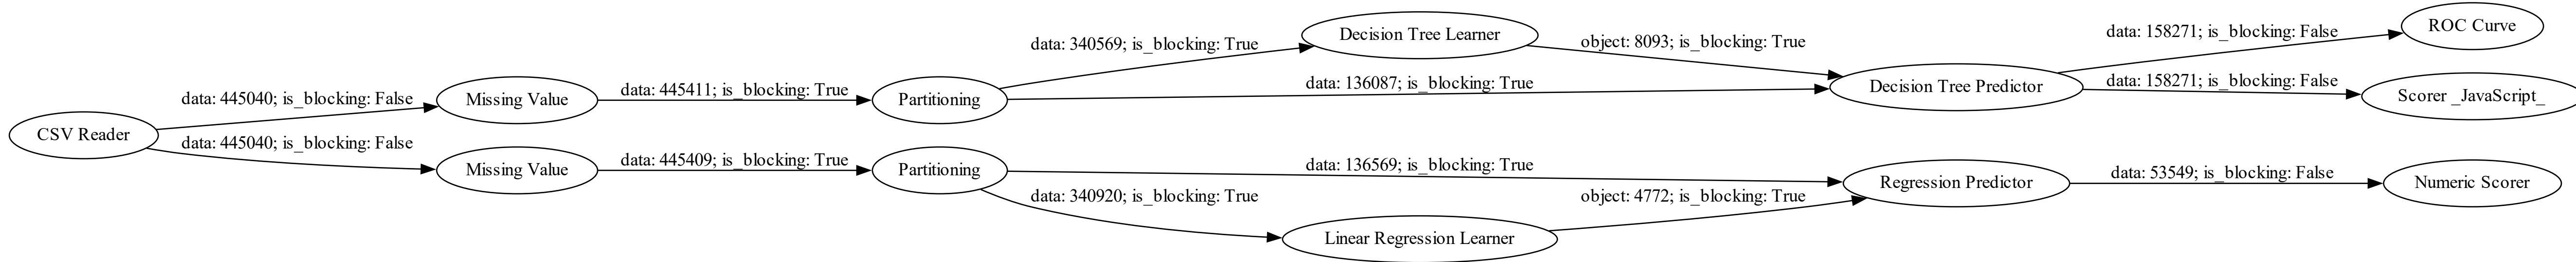 CSV Reader
data: 445040; is_blocking: False
data: 445040; is_blocking: False
Missing Value
Missing Value
data: 445411; is_blocking: True
data: 445409; is_blocking: True
Partitioning
Partitioning
data: 340569; is_blocking: True
data: 136087; is_blocking: True
data: 136569; is_blocking: True
data: 340920; is_blocking: True
Decision Tree Learner
Linear Regression Learner
object: 8093; is_blocking: True
object: 4772; is_blocking: True
Decision Tree Predictor
Regression Predictor
data: 158271; is_blocking: False
data: 158271; is_blocking: False
data: 53549; is_blocking: False
ROC Curve
Scorer _JavaScript_
Numeric Scorer